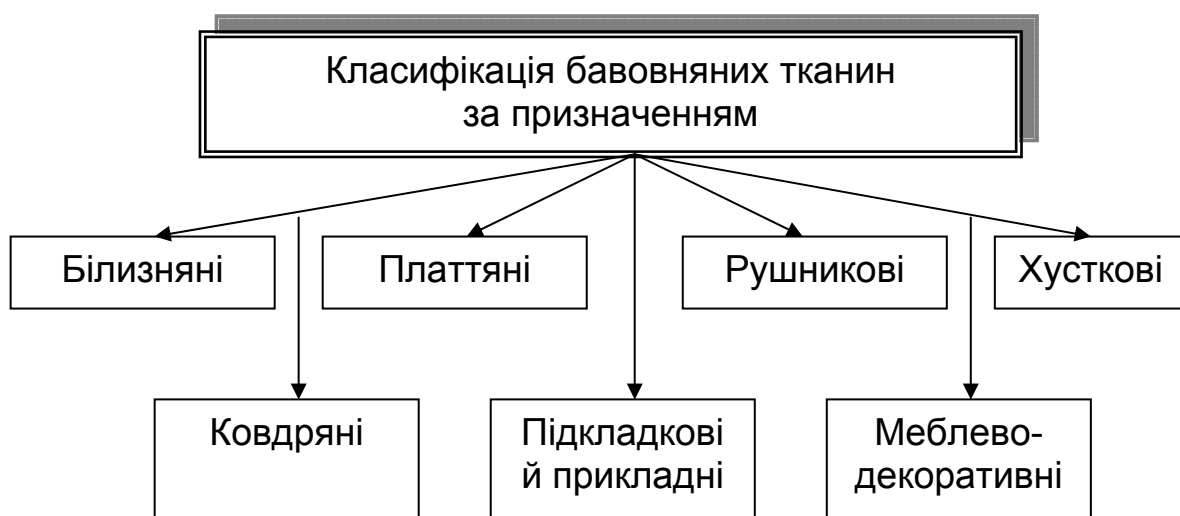 Класифікація бавовняних тканин
за призначенням
Білизняні
Платтяні
Рушникові
Хусткові
Ковдряні
Підкладкові
й прикладні
Меблево-
декоративні